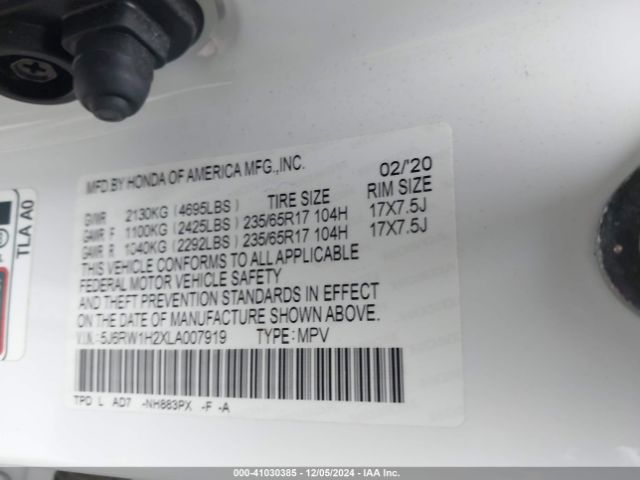 MFD.BY HONDA OF AMERICA MFG.,INC. 02/'20
GVWR 2130KG (4695LBS) TIRE SIZE RIM SIZE
GAWR F 1100KG (2425LBS) 235/65R17 104H 17X7.5J
GAWR R 1040KG (2292LBS) 235/65R17 104H 17X7.5J
THIS VEHICLE CONFORMS TO ALL APPLICABLE
FEDERAL MOTOR VEHICLE SAFETY
AND THEFT PREVENTION STANDARDS IN EFFECT
ON THE DATE OF MANUFACTURE SHOWN ABOVE.
V.I.N.: 5J6RW1H2XLA007919 TYPE:MPV
TPD L AD7 -NH883PX -F -A
TLA A0
000-41030385 - 12/05/2024 - IAA Inc.